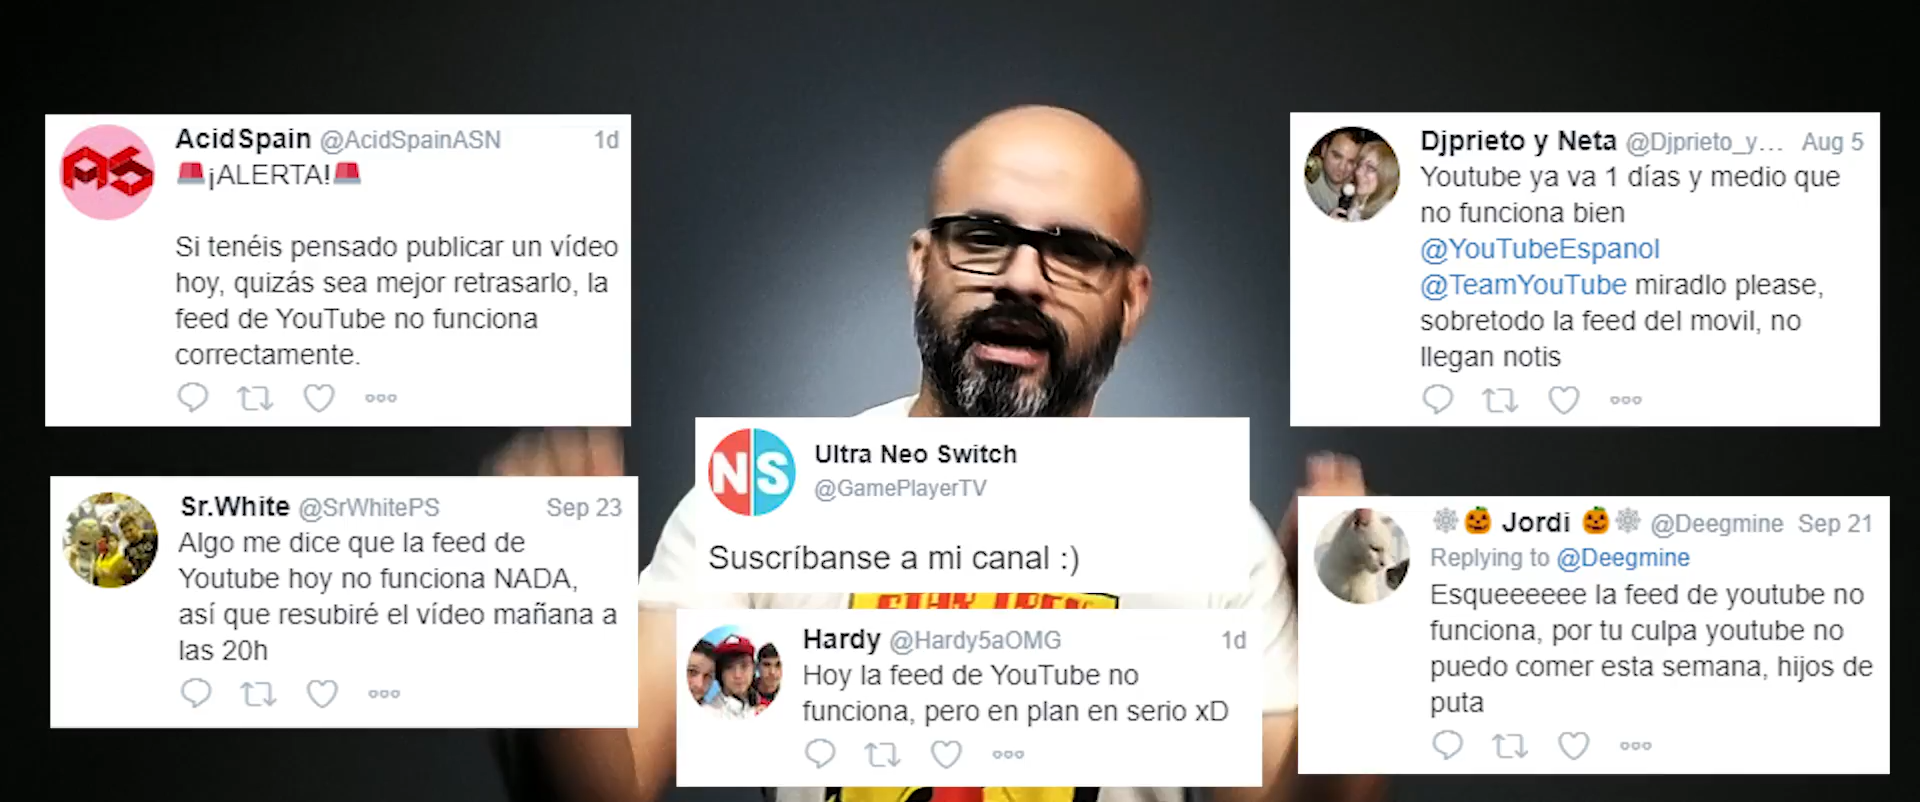 AcidSpain @AcidSpainASN 1d
🚨¡ALERTA!🚨
Si tenéis pensado publicar un vídeo
hoy, quizás sea mejor retrasarlo, la
feed de YouTube no funciona
correctamente.
Djprieto y Neta @Djprieto_y... Aug 5
Youtube ya va 1 días y medio que
no funciona bien
@YouTubeEspanol
@TeamYouTube miradlo please,
sobretodo la feed del movil, no
llegan notis
NS
Ultra Neo Switch
@GamePlayerTV
Suscríbanse a mi canal :)
Sr.White @SrWhitePS Sep 23
Algo me dice que la feed de
Youtube hoy no funciona NADA,
así que resubiré el vídeo mañana a
las 20h
Hardy @Hardy5aOMG 1d
Hoy la feed de YouTube no
funciona, pero en plan en serio xD
🕸🎃 Jordi 🎃🕸 @Deegmine Sep 21
Replying to @Deegmine
Esqueeeeee la feed de youtube no
funciona, por tu culpa youtube no
puedo comer esta semana, hijos de
puta